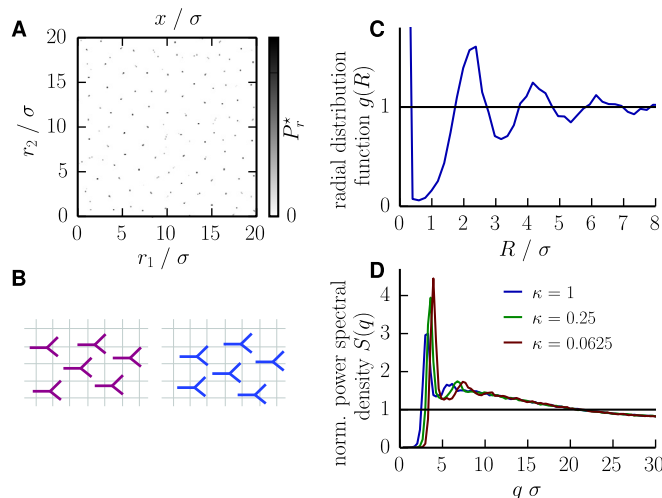 x / σ
A
20
15
10
5
0
r₂ / σ
0 5 10 15 20
r₁ / σ
P*ᵣ
0
B
C
radial distribution
function g(R)
1
0 1 2 3 4 5 6 7 8
R / σ
D
norm. power spectral
density S(q)
4
3
2
1
0
κ = 1
κ = 0.25
κ = 0.0625
0 5 10 15 20 25 30
q σ